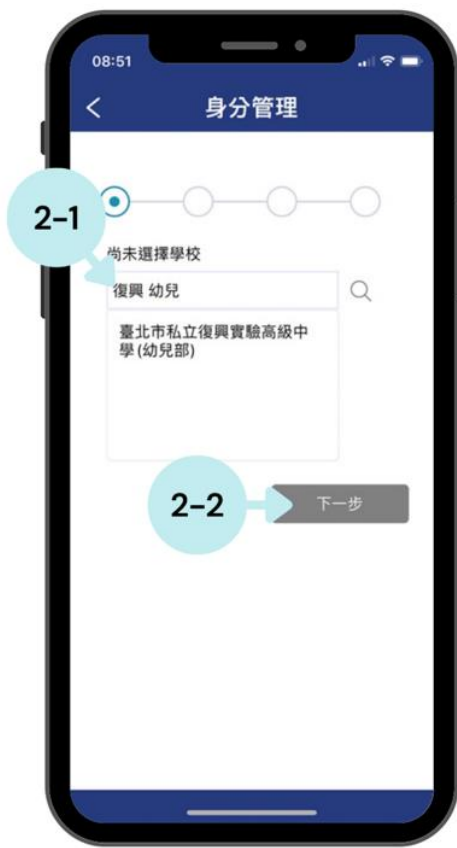 08:51
身分管理
2-1
尚未選擇學校
復興 幼兒
臺北市私立復興實驗高級中
學(幼兒部)
2-2
下一步